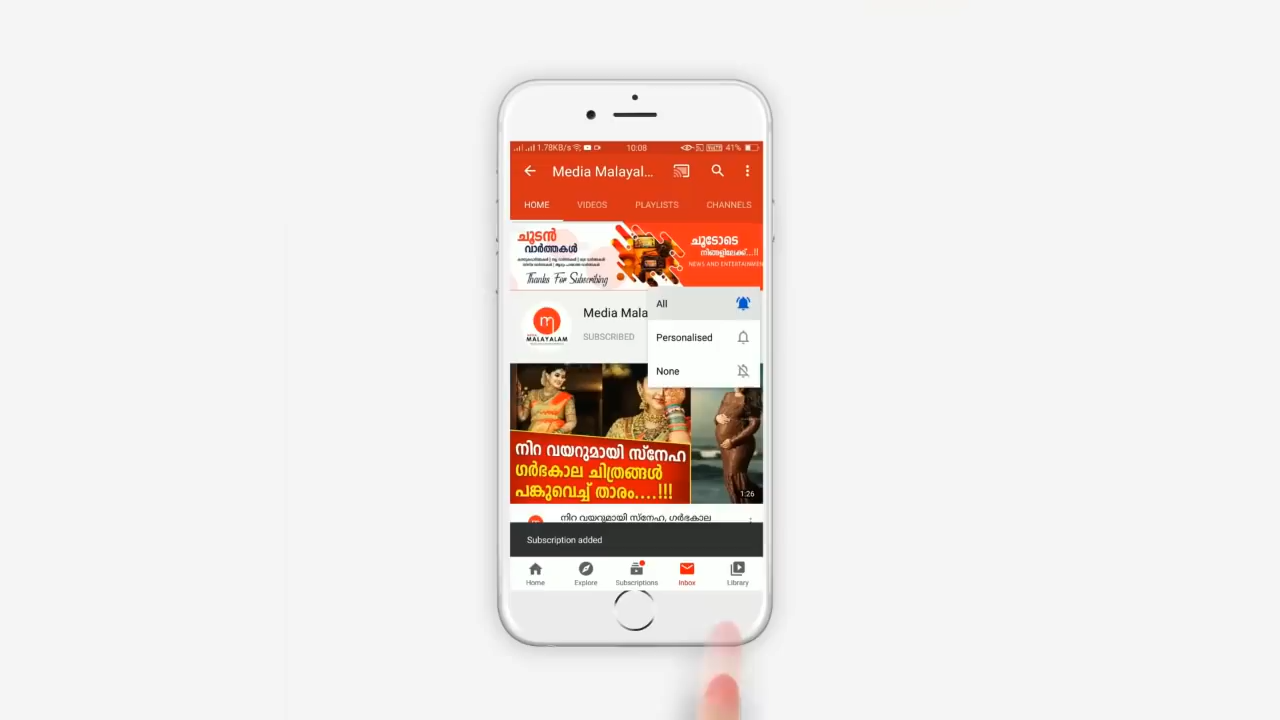 1.78KB/s 10:08 41%
Media Malayal...
HOME VIDEOS PLAYLISTS CHANNELS
ചൂടൻ
വാർത്തകൾ
Thanks For Subscribing
ചൂടോടെ
നിങ്ങളിലേക്ക്...!!
NEWS AND ENTERTAINMEN
Media Mala
SUBSCRIBED
MALAYALAM
All
Personalised
None
നിറ വയറുമായി സ്നേഹ
ഗർഭകാല ചിത്രങ്ങൾ
പങ്കുവെച്ച് താരം....!!!
1:26
നിറ വയറുമായി സ്നേഹ, ഗർഭകാല
Subscription added
Home Explore Subscriptions Inbox Library